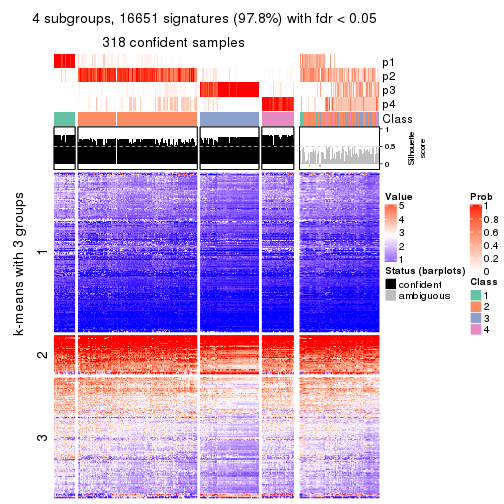 4 subgroups, 16651 signatures (97.8%) with fdr < 0.05
318 confident samples
p1
p2
p3
p4
Class
1
0.5
0
Silhouette
score
k-means with 3 groups
1
2
3
Value
5
4
3
2
1
Status (barplots)
confident
ambiguous
Prob
1
0.8
0.6
0.4
0.2
0
Class
1
2
3
4